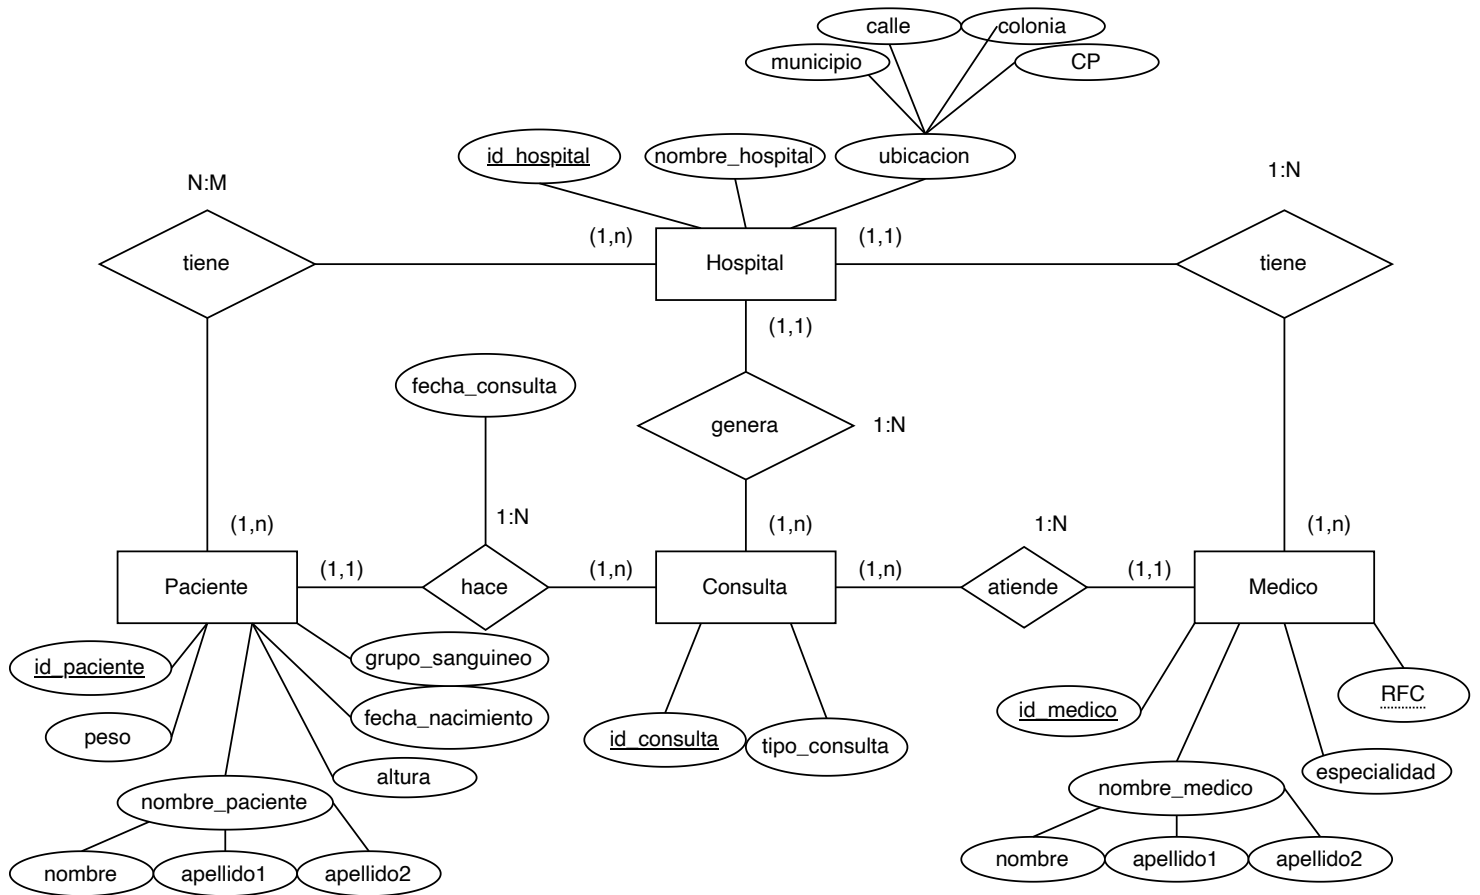 calle
colonia
municipio
CP
id_hospital
nombre_hospital
ubicacion
N:M
1:N
(1,n)
(1,1)
tiene
Hospital
tiene
(1,1)
fecha_consulta
genera
1:N
1:N
(1,n)
(1,n)
1:N
(1,n)
Paciente
(1,1)
hace
(1,n)
Consulta
(1,n)
atiende
(1,1)
Medico
id_paciente
grupo_sanguineo
RFC
peso
fecha_nacimiento
id_consulta
tipo_consulta
id_medico
altura
especialidad
nombre_paciente
nombre_medico
nombre
apellido1
apellido2
nombre
apellido1
apellido2